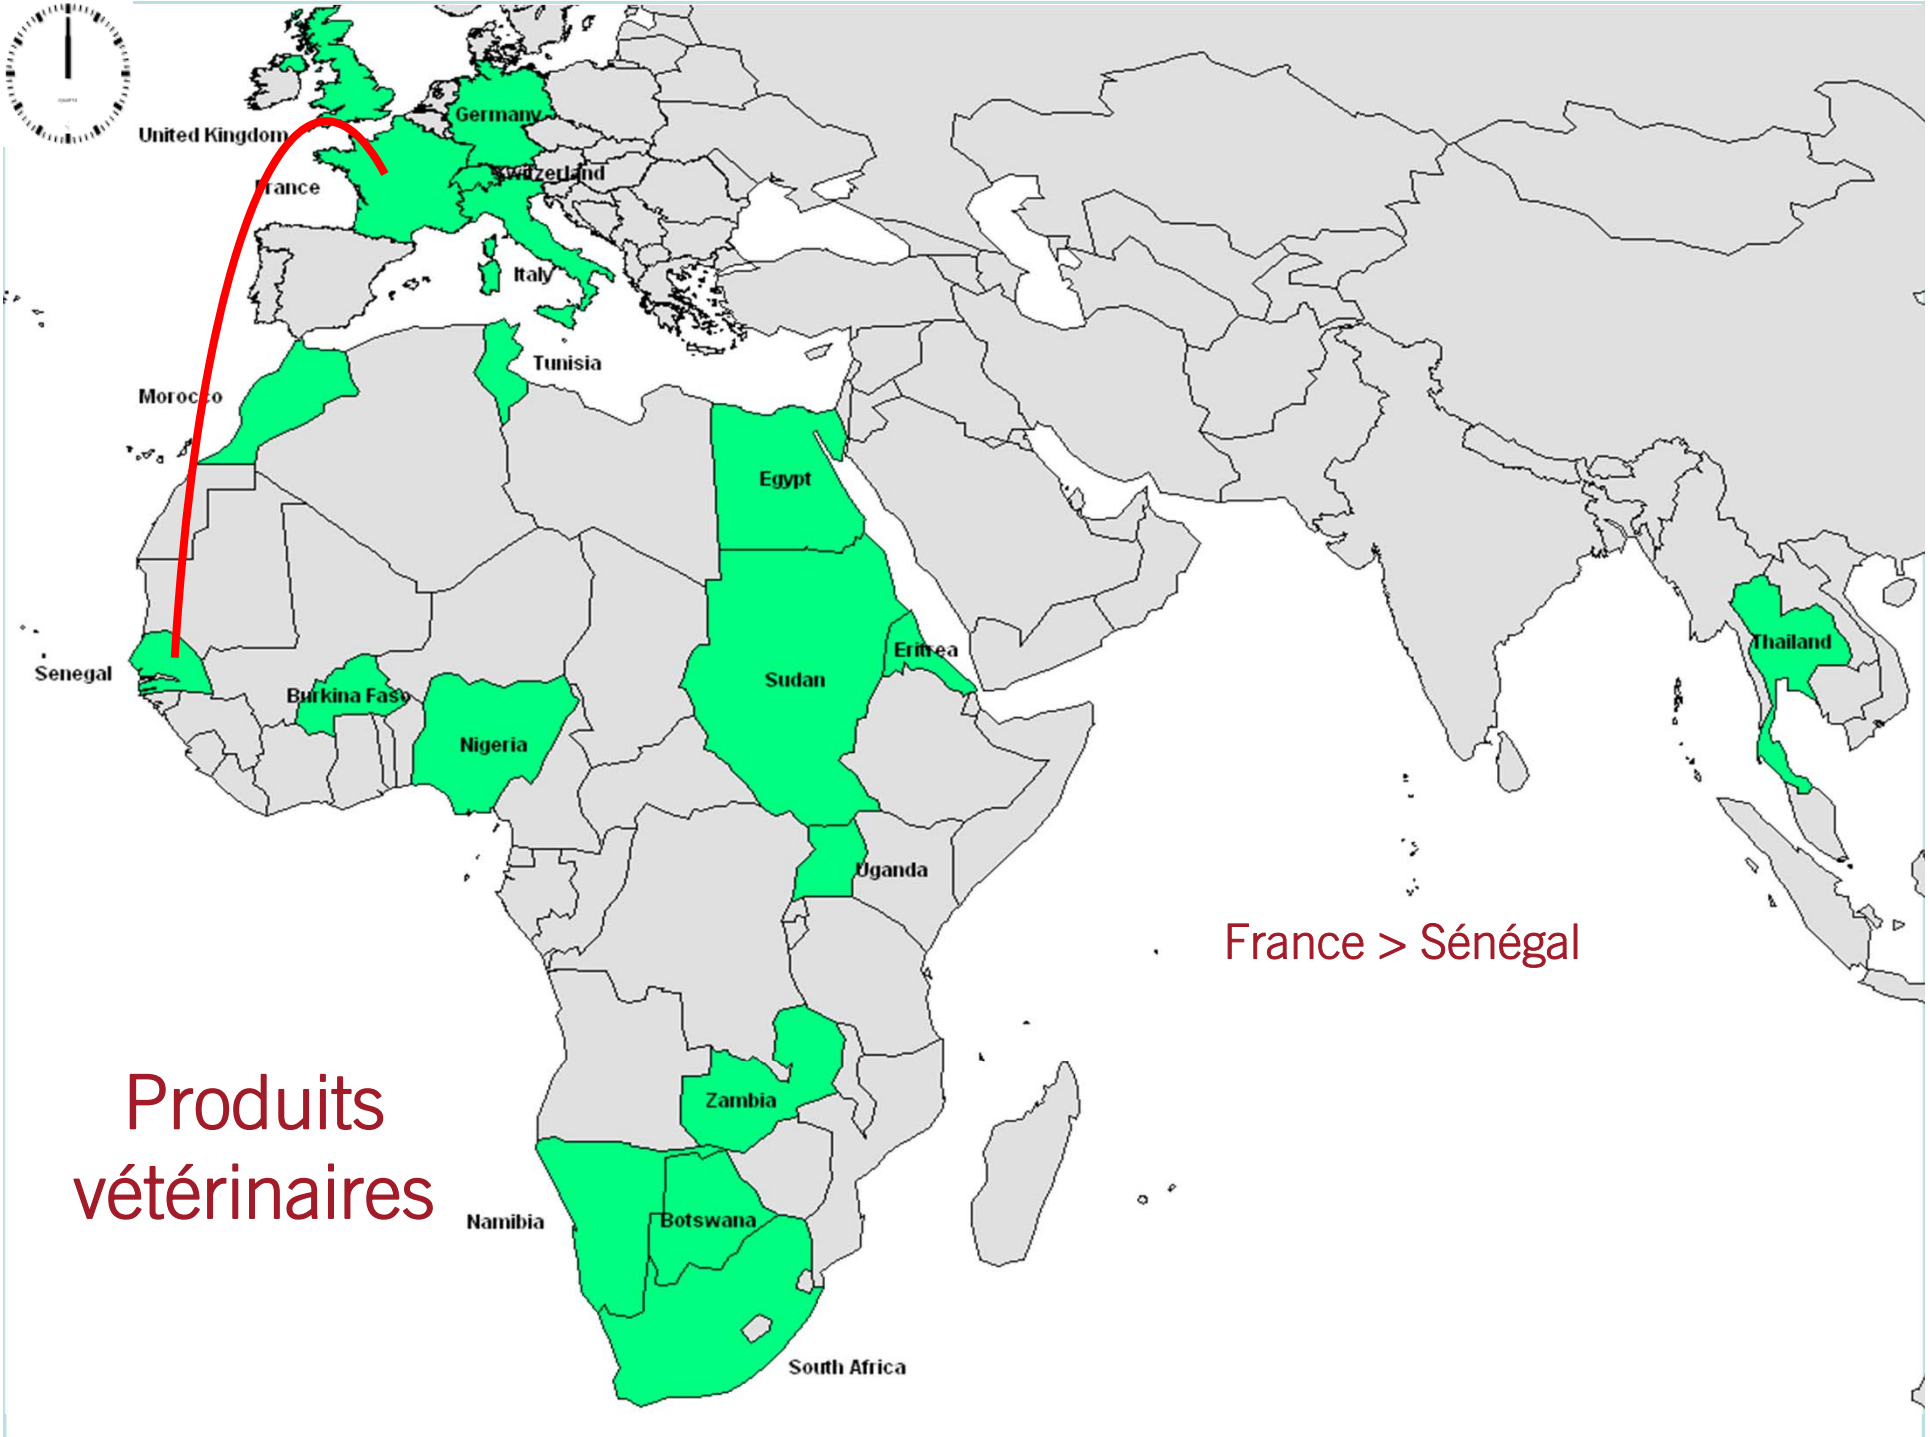 Germany
United Kingdom
Switzerland
France
Italy
Tunisia
Morocco
Egypt
Thailand
Eritrea
Senegal
Sudan
Burkina Faso
Nigeria
Uganda
France > Sénégal
Zambia
Produits
vétérinaires
Namibia
Botswana
South Africa